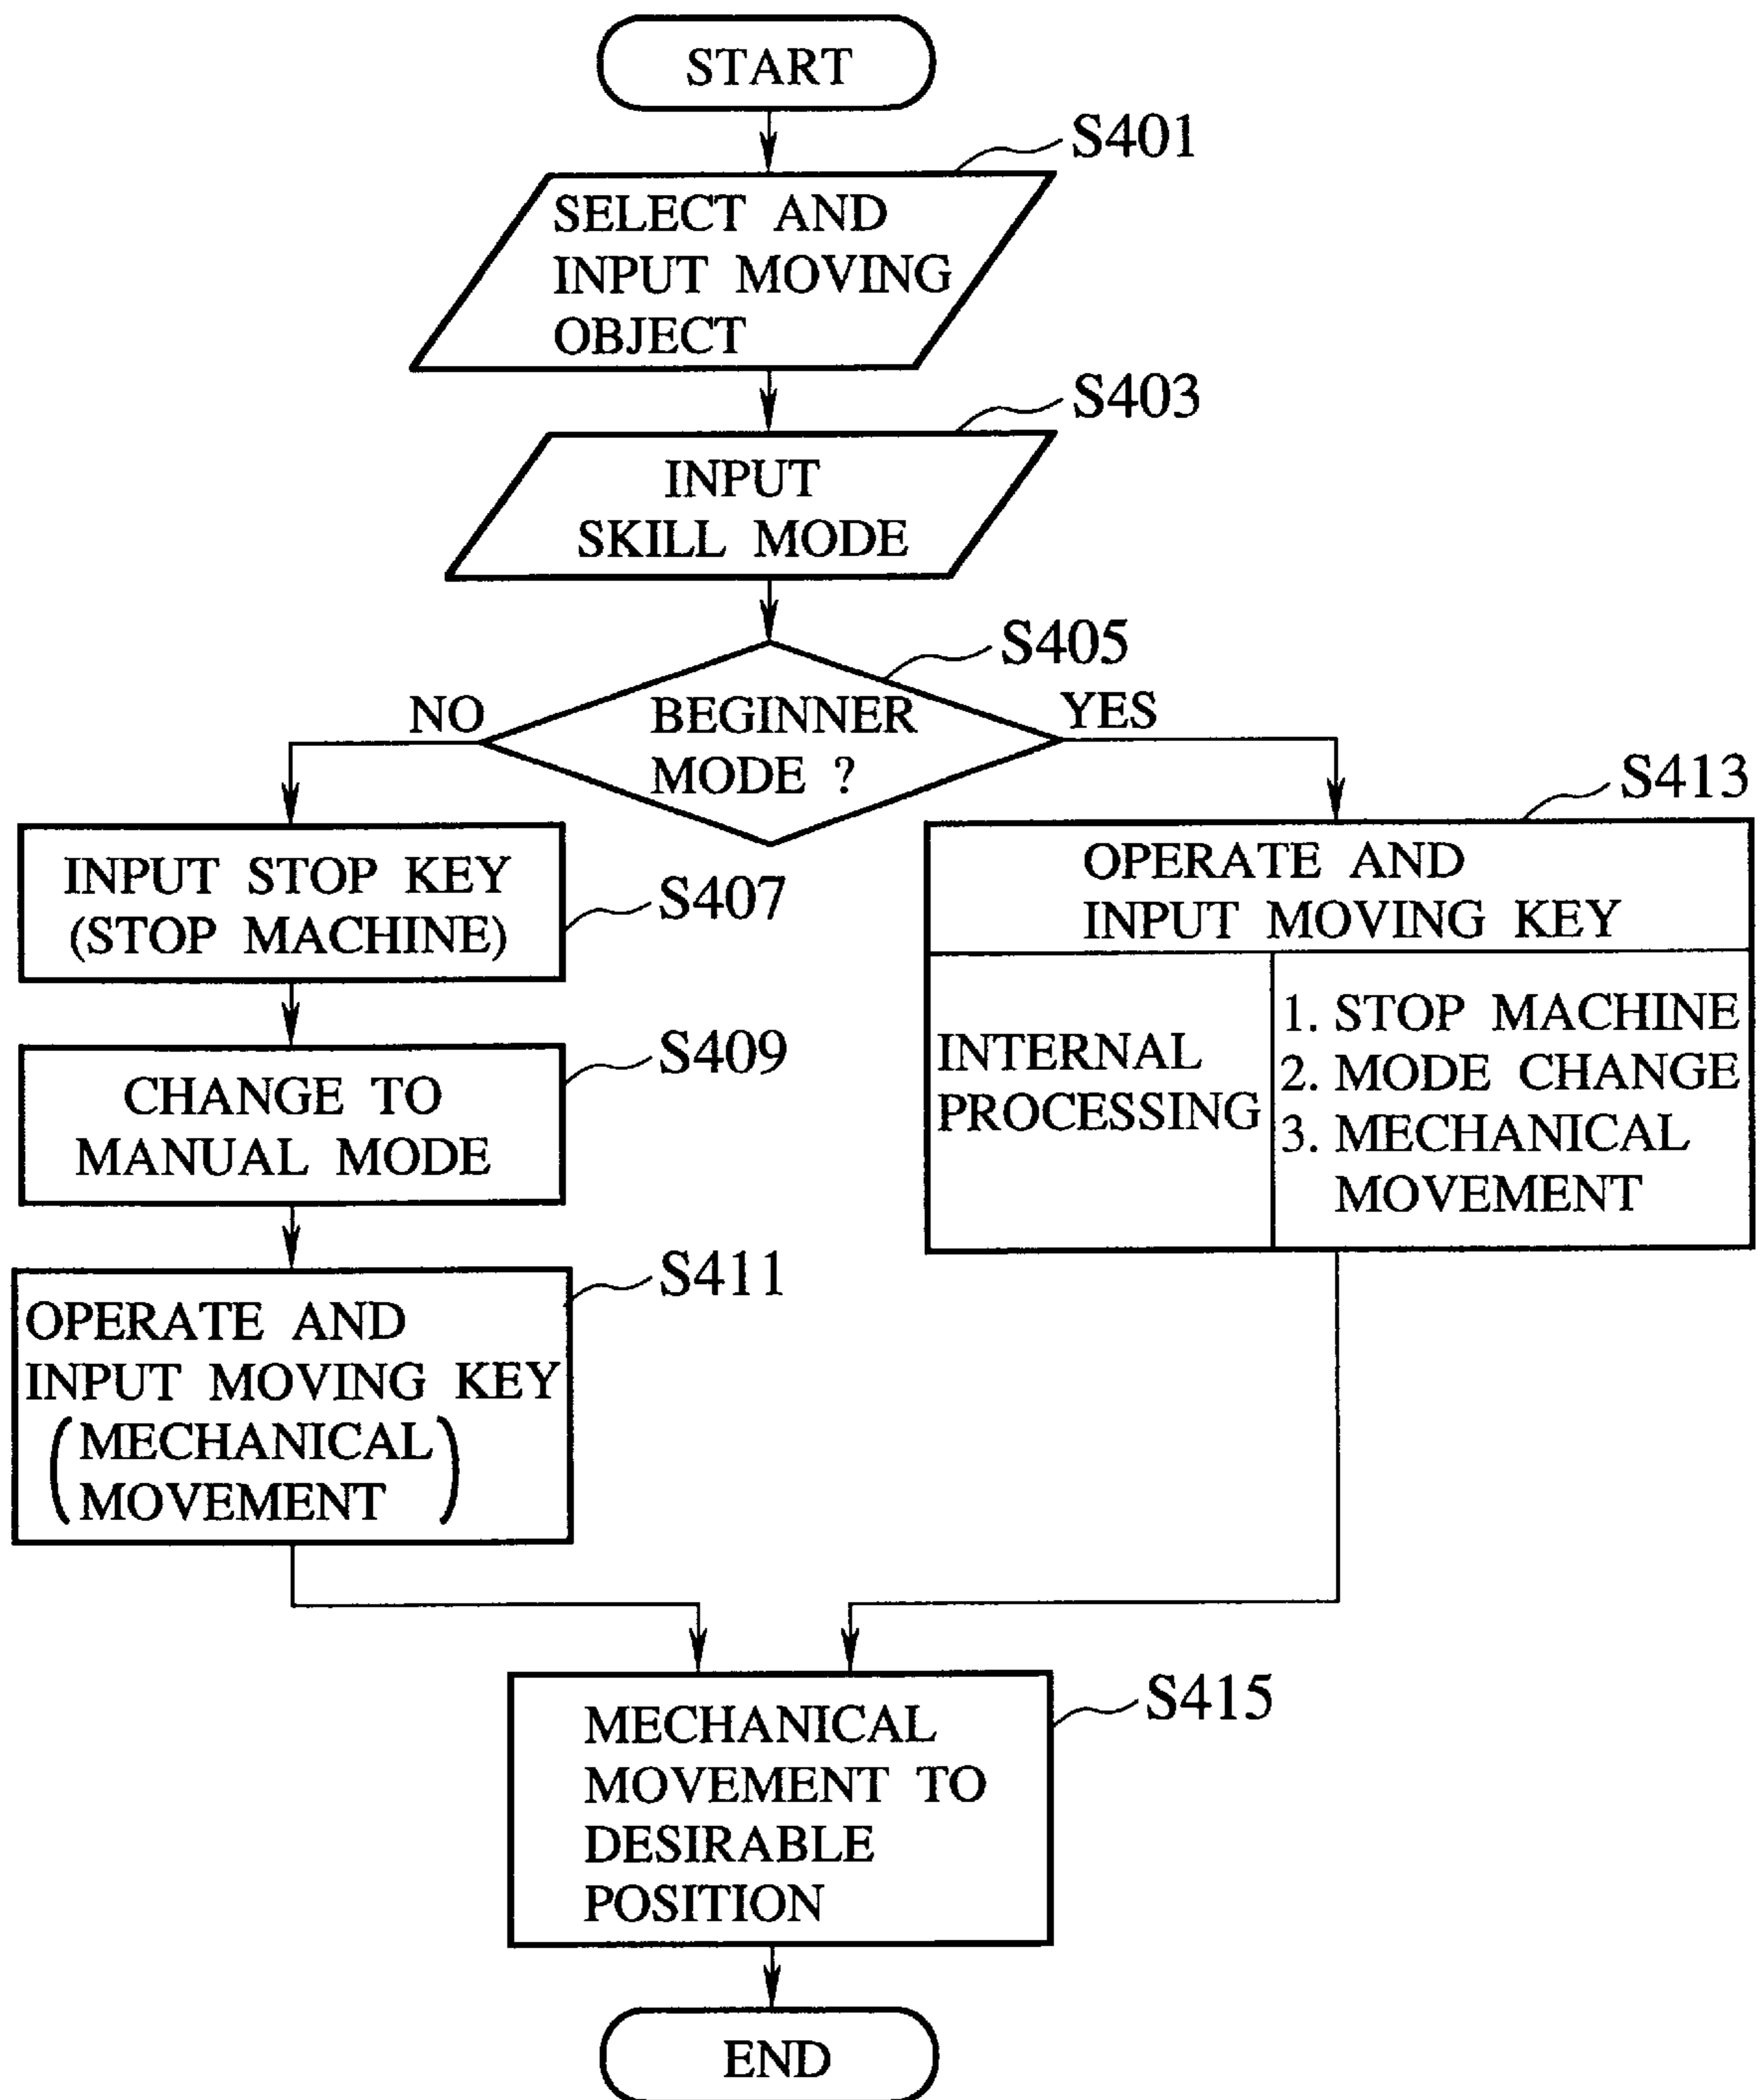 START
S401
SELECT AND
INPUT MOVING
OBJECT
S403
INPUT
SKILL MODE
S405
NO
BEGINNER
MODE ?
YES
INPUT STOP KEY
(STOP MACHINE)
S407
CHANGE TO
MANUAL MODE
S409
OPERATE AND
INPUT MOVING KEY
(MECHANICAL
MOVEMENT)
S411
S413
OPERATE AND
INPUT MOVING KEY
INTERNAL
PROCESSING
1. STOP MACHINE
2. MODE CHANGE
3. MECHANICAL
MOVEMENT
S415
MECHANICAL
MOVEMENT TO
DESIRABLE
POSITION
END